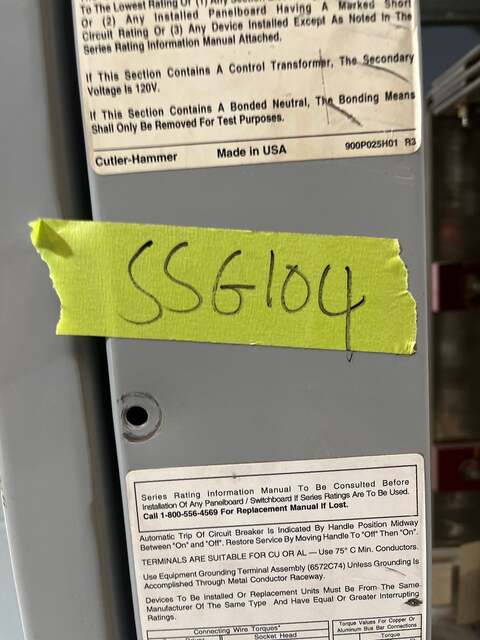 To The Lowest Rating Of (1) Any
Or (2) Any Installed Panelboard Having A Marked Short
Circuit Rating Or (3) Any Device Installed Except As Noted In The
Series Rating Information Manual Attached.
If This Section Contains A Control Transformer, The Secondary
Voltage Is 120V.
If This Section Contains A Bonded Neutral, The Bonding Means
Shall Only Be Removed For Test Purposes.
Cutler-Hammer Made in USA 900P025H01 R3
SSG104
Series Rating Information Manual To Be Consulted Before
Installation Of Any Panelboard / Switchboard If Series Ratings Are To Be Used.
Call 1-800-556-4569 For Replacement Manual If Lost.
Automatic Trip Of Circuit Breaker Is Indicated By Handle Position Midway
Between "On" and "Off". Restore Service By Moving Handle To "Off" Then "On".
TERMINALS ARE SUITABLE FOR CU OR AL — Use 75° C Min. Conductors.
Use Equipment Grounding Terminal Assembly (6572C74) Unless Grounding Is
Accomplished Through Metal Conductor Raceway.
Devices To Be Installed Or Replacement Units Must Be From The Same
Manufacturer Of The Same Type And Have Equal Or Greater Interrupting
Ratings
Connecting Wire Torques* Torque Values For Copper Or
Aluminum Bus Bar Connections
Socket Head Torque